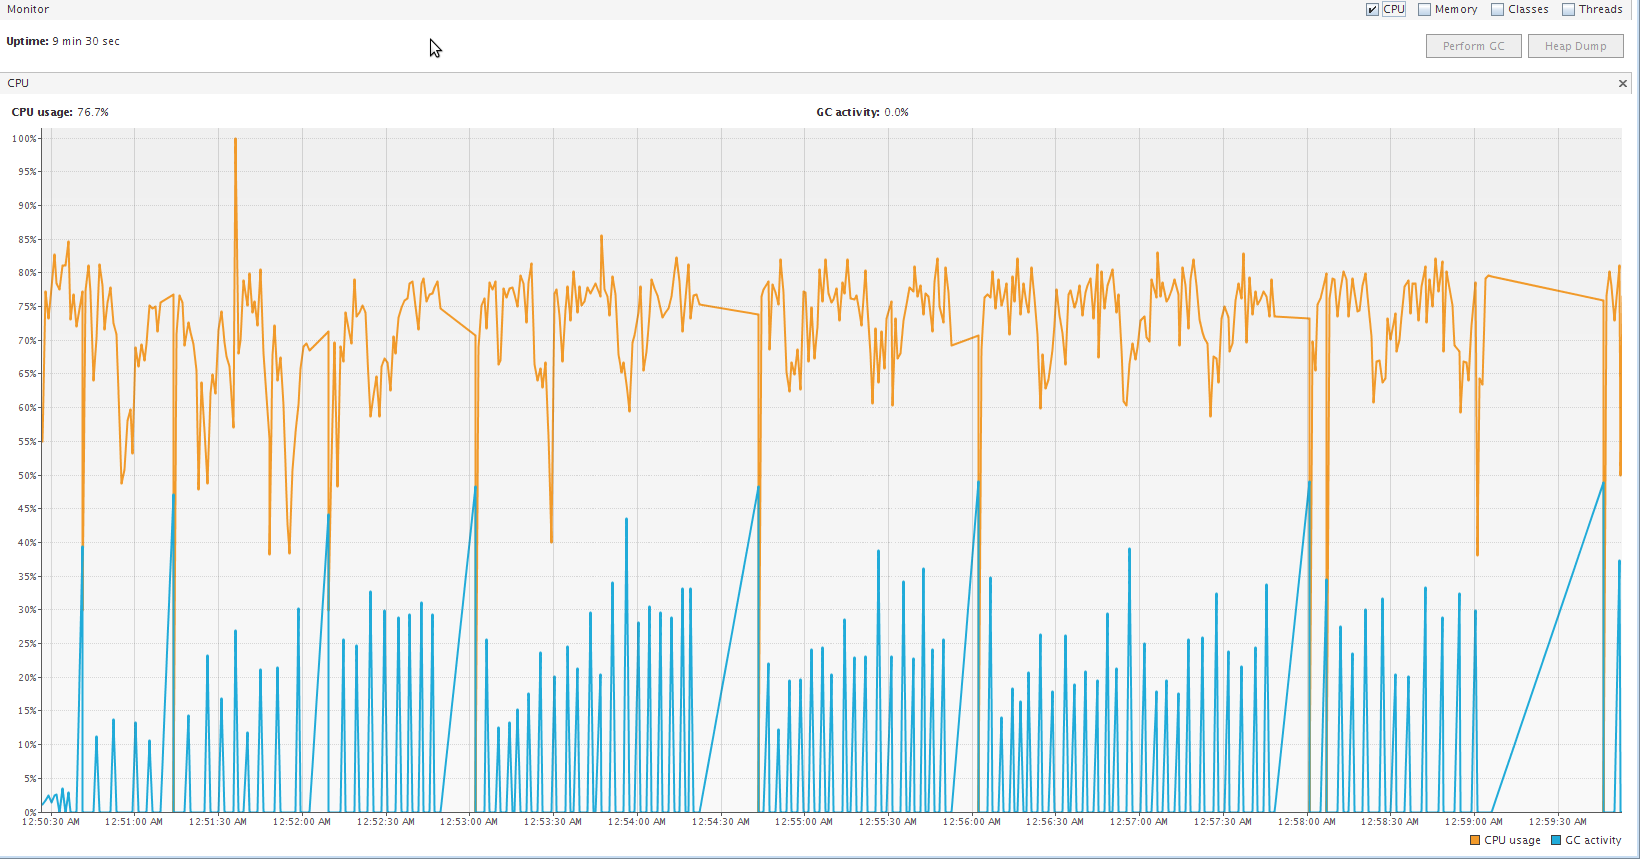 Monitor
CPU Memory Classes Threads
Uptime: 9 min 30 sec
Perform GC Heap Dump
CPU
CPU usage: 76.7% GC activity: 0.0%
100%
95%
90%
85%
80%
75%
70%
65%
60%
55%
50%
45%
40%
35%
30%
25%
20%
15%
10%
5%
0%
12:50:30 AM 12:51:00 AM 12:51:30 AM 12:52:00 AM 12:52:30 AM 12:53:00 AM 12:53:30 AM 12:54:00 AM 12:54:30 AM 12:55:00 AM 12:55:30 AM 12:56:00 AM 12:56:30 AM 12:57:00 AM 12:57:30 AM 12:58:00 AM 12:58:30 AM 12:59:00 AM 12:59:30 AM
CPU usage GC activity